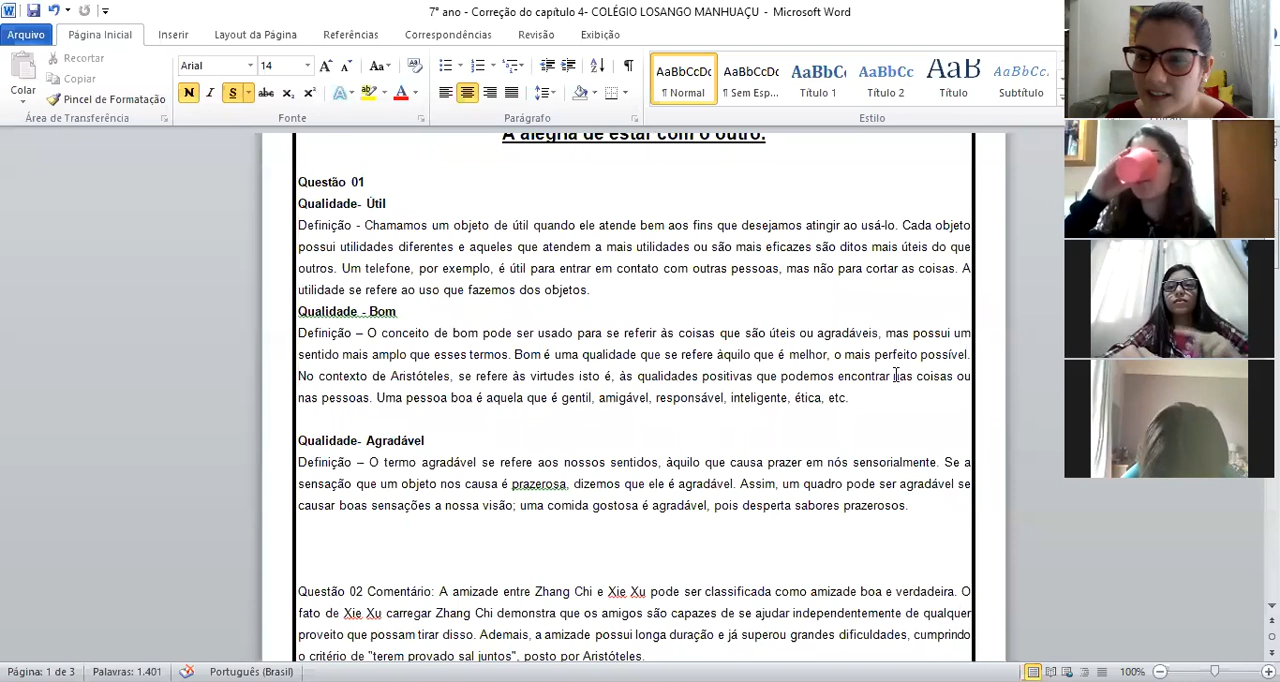 7° ano - Correção do capítulo 4- COLÉGIO LOSANGO MANHUAÇU - Microsoft Word
Arquivo Página Inicial Inserir Layout da Página Referências Correspondências Revisão Exibição
Recortar
Copiar
Colar
Pincel de Formatação
Arial 14
AaBbCcDc AaBbCcDc AaBbC AaBbCc AaB AaBbCc.
¶ Normal ¶ Sem Esp... Título 1 Título 2 Título Subtítulo
Área de Transferência Fonte Parágrafo Estilo
A alegria de estar com o outro.
Questão 01
Qualidade- Útil
Definição - Chamamos um objeto de útil quando ele atende bem aos fins que desejamos atingir ao usá-lo. Cada objeto
possui utilidades diferentes e aqueles que atendem a mais utilidades ou são mais eficazes são ditos mais úteis do que
outros. Um telefone, por exemplo, é útil para entrar em contato com outras pessoas, mas não para cortar as coisas. A
utilidade se refere ao uso que fazemos dos objetos.
Qualidade - Bom
Definição – O conceito de bom pode ser usado para se referir às coisas que são úteis ou agradáveis, mas possui um
sentido mais amplo que esses termos. Bom é uma qualidade que se refere àquilo que é melhor, o mais perfeito possível.
No contexto de Aristóteles, se refere às virtudes isto é, às qualidades positivas que podemos encontrar nas coisas ou
nas pessoas. Uma pessoa boa é aquela que é gentil, amigável, responsável, inteligente, ética, etc.
Qualidade- Agradável
Definição – O termo agradável se refere aos nossos sentidos, àquilo que causa prazer em nós sensorialmente. Se a
sensação que um objeto nos causa é prazerosa, dizemos que ele é agradável. Assim, um quadro pode ser agradável se
causar boas sensações a nossa visão; uma comida gostosa é agradável, pois desperta sabores prazerosos.
Questão 02 Comentário: A amizade entre Zhang Chi e Xie Xu pode ser classificada como amizade boa e verdadeira. O
fato de Xie Xu carregar Zhang Chi demonstra que os amigos são capazes de se ajudar independentemente de qualquer
proveito que possam tirar disso. Ademais, a amizade possui longa duração e já superou grandes dificuldades, cumprindo
o critério de "terem provado sal juntos", posto por Aristóteles.
Página: 1 de 3 Palavras: 1.401 Português (Brasil) 100%